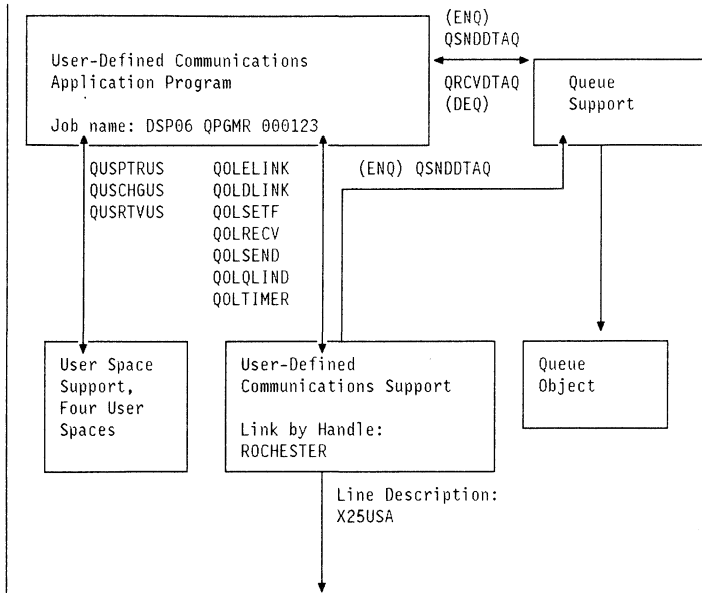 (ENQ)
QSNDDTAQ
User-Defined Communications
Application Program
Job name: DSP06 QPGMR 000123
QRCVDTAQ
(DEQ)
Queue
Support
QUSPTRUS
QUSCHGUS
QUSRTVUS
QOLELINK
QOLDLINK
QOLSETF
QOLRECV
QOLSEND
QOLQLIND
QOLTIMER
(ENQ) QSNDDTAQ
User Space
Support,
Four User
Spaces
User-Defined
Communications Support
Link by Handle:
ROCHESTER
Queue
Object
Line Description:
X25USA